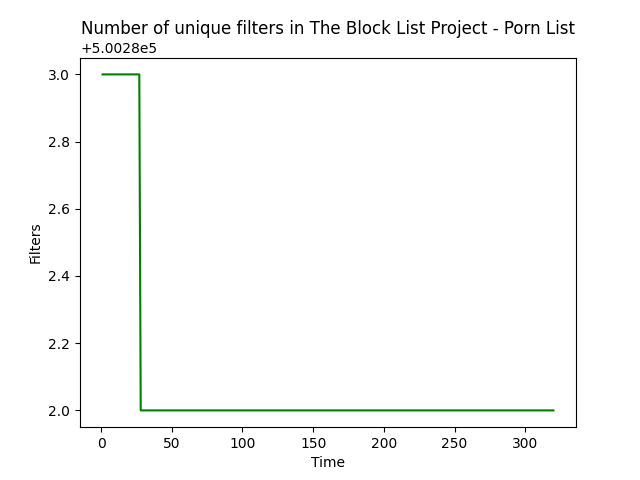 Number of unique filters in The Block List Project - Porn List
+5.0028e5
3.0
2.8
2.6
2.4
2.2
2.0
Filters
0 50 100 150 200 250 300
Time